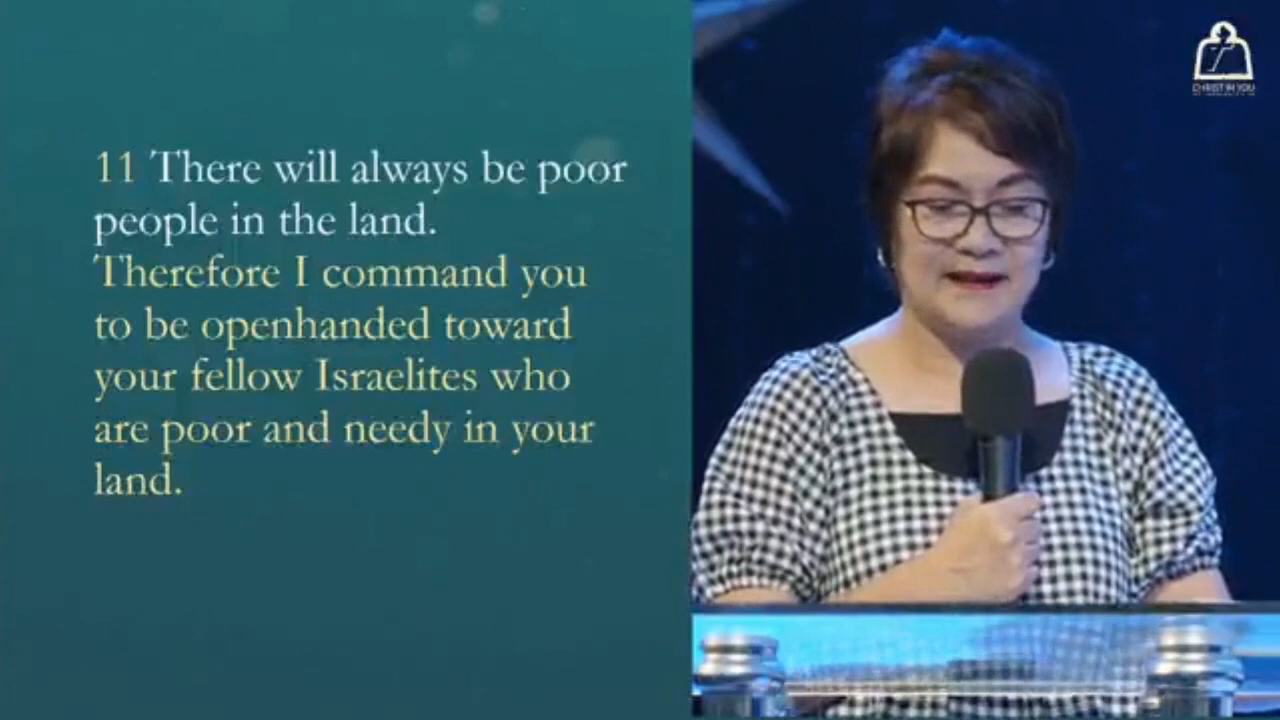 11 There will always be poor
people in the land.
Therefore I command you
to be openhanded toward
your fellow Israelites who
are poor and needy in your
land.
CHRIST IN YOU